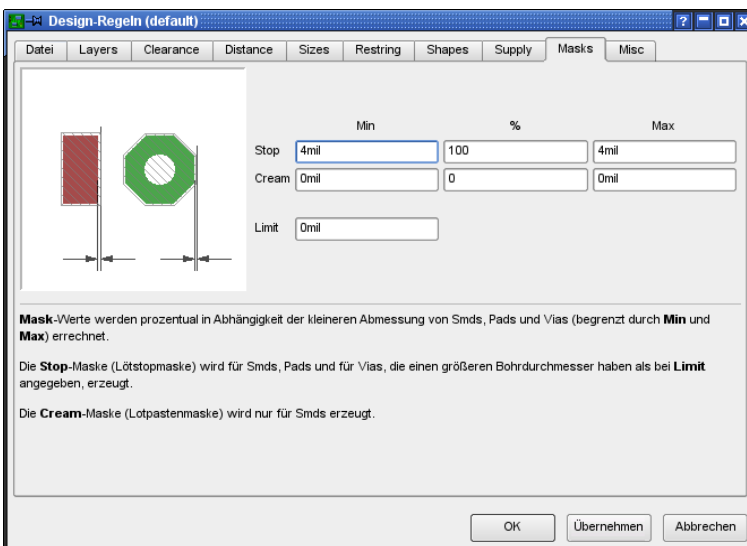 Design-Regeln (default)
Datei Layers Clearance Distance Sizes Restring Shapes Supply Masks Misc
Min % Max
Stop 4mil 100 4mil
Cream 0mil 0 0mil
Limit 0mil
Mask-Werte werden prozentual in Abhängigkeit der kleineren Abmessung von Smds, Pads und Vias (begrenzt durch Min und
Max) errechnet.
Die Stop-Maske (Lötstopmaske) wird für Smds, Pads und für Vias, die einen größeren Bohrdurchmesser haben als bei Limit
angegeben, erzeugt.
Die Cream-Maske (Lotpastenmaske) wird nur für Smds erzeugt.
OK Übernehmen Abbrechen